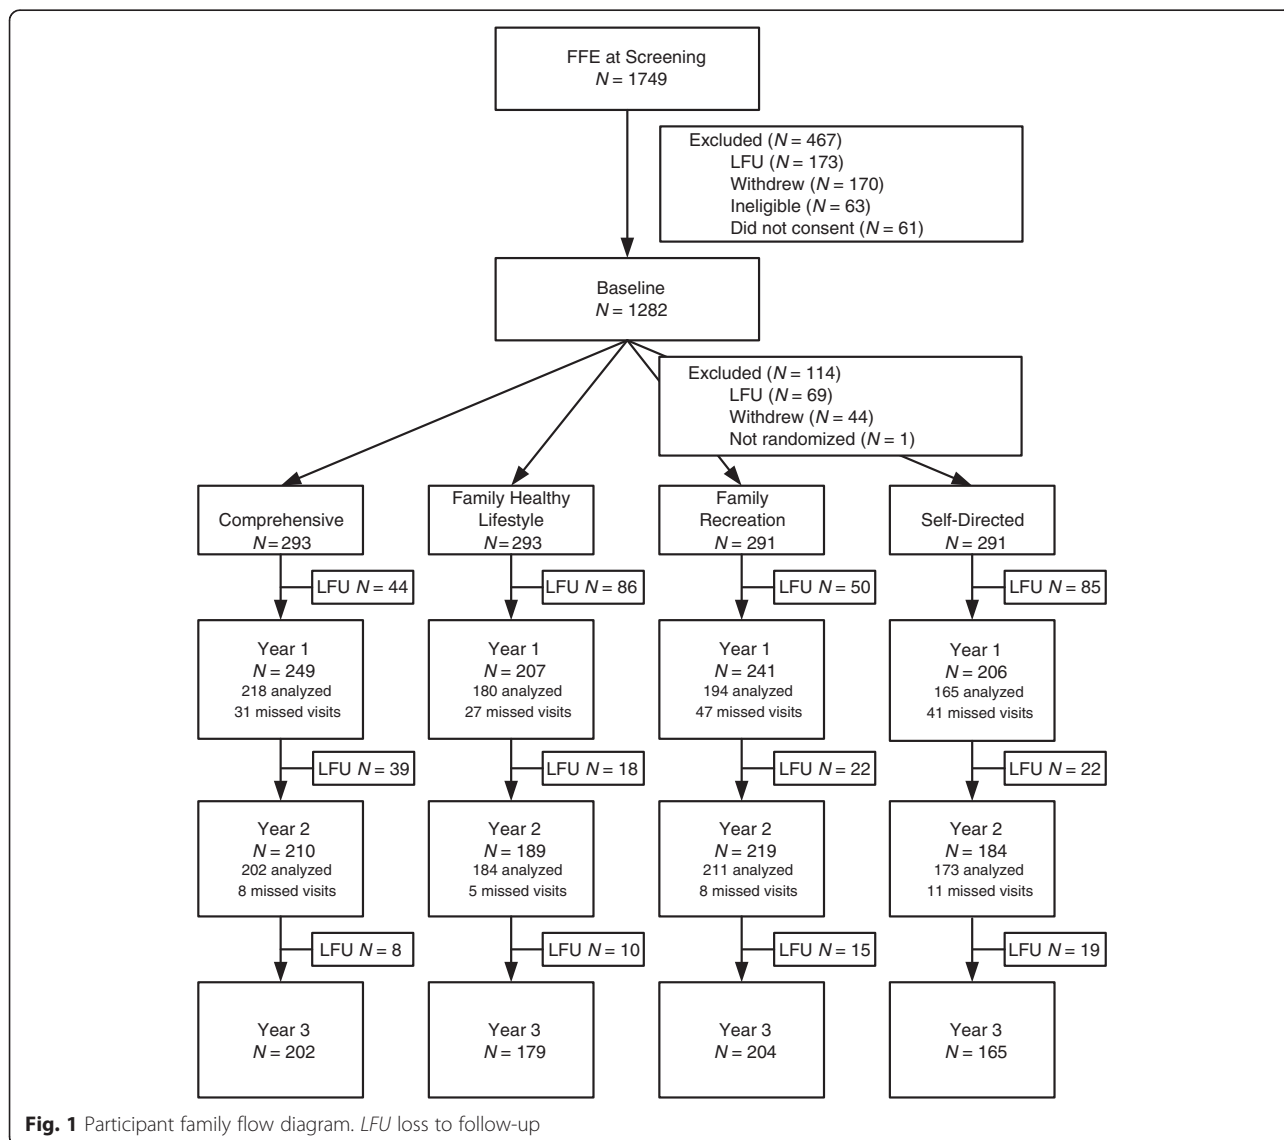 FFE at Screening
N = 1749
Excluded (N = 467)
LFU (N = 173)
Withdrew (N = 170)
Ineligible (N = 63)
Did not consent (N = 61)
Baseline
N = 1282
Excluded (N = 114)
LFU (N = 69)
Withdrew (N = 44)
Not randomized (N = 1)
Comprehensive
N = 293
Family Healthy
Lifestyle
N = 293
Family
Recreation
N = 291
Self-Directed
N = 291
LFU N = 44
LFU N = 86
LFU N = 50
LFU N = 85
Year 1
N = 249
218 analyzed
31 missed visits
Year 1
N = 207
180 analyzed
27 missed visits
Year 1
N = 241
194 analyzed
47 missed visits
Year 1
N = 206
165 analyzed
41 missed visits
LFU N = 39
LFU N = 18
LFU N = 22
LFU N = 22
Year 2
N = 210
202 analyzed
8 missed visits
Year 2
N = 189
184 analyzed
5 missed visits
Year 2
N = 219
211 analyzed
8 missed visits
Year 2
N = 184
173 analyzed
11 missed visits
LFU N = 8
LFU N = 10
LFU N = 15
LFU N = 19
Year 3
N = 202
Year 3
N = 179
Year 3
N = 204
Year 3
N = 165
Fig. 1 Participant family flow diagram. LFU loss to follow-up